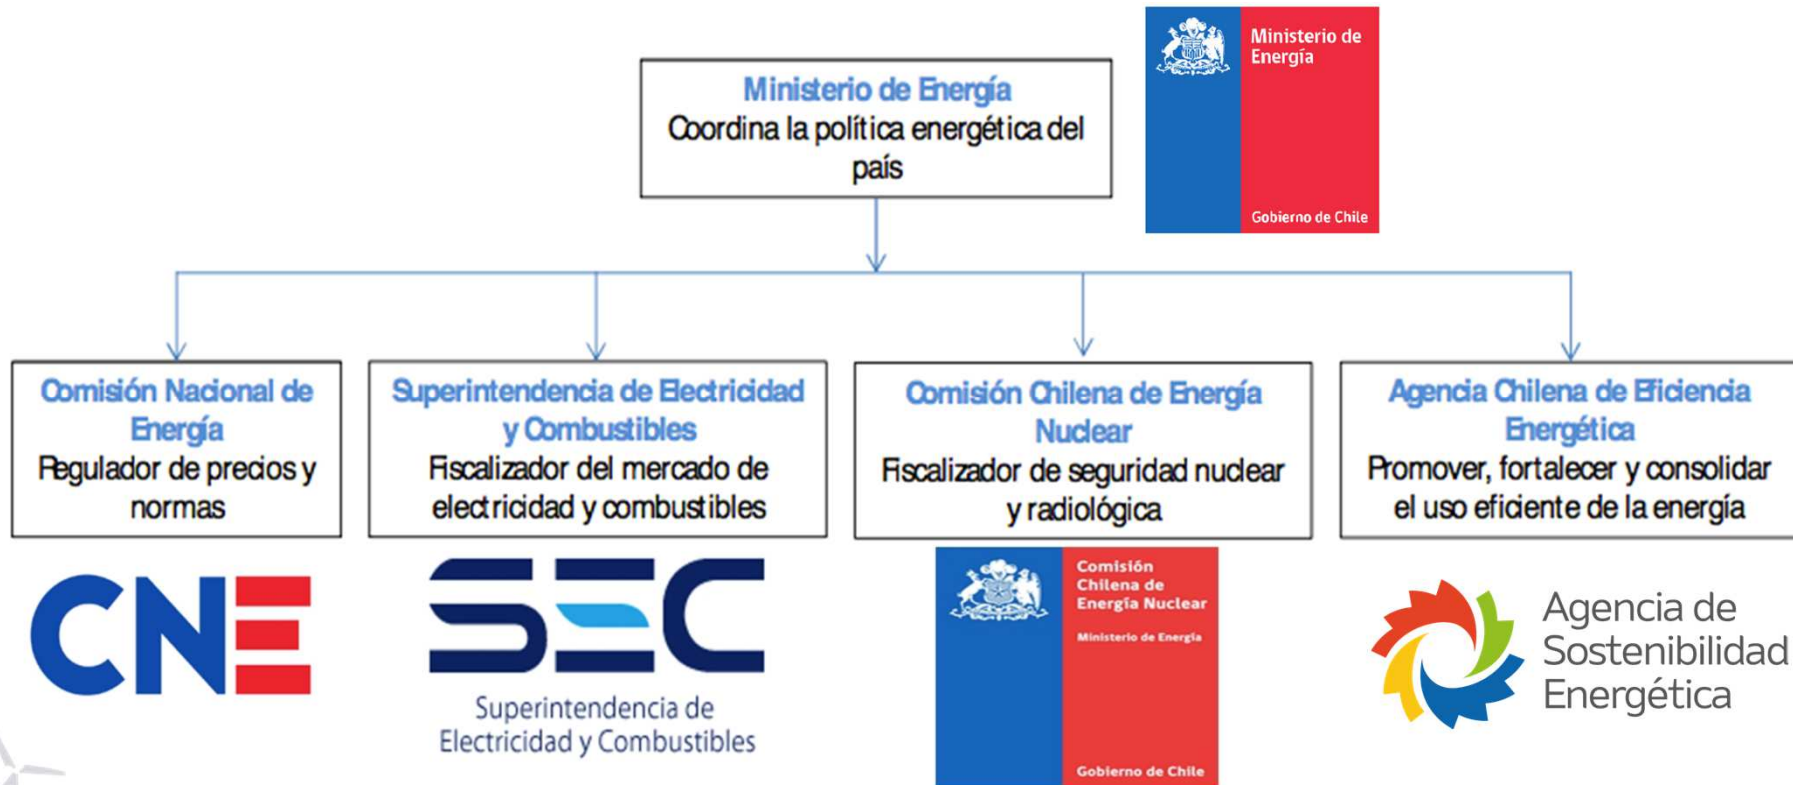 Ministerio de
Energía
Gobierno de Chile
Ministerio de Energía
Coordina la política energética del
país
Comisión Nacional de
Energía
Regulador de precios y
normas
Superintendencia de Electricidad
y Combustibles
Fiscalizador del mercado de
electricidad y combustibles
Comisión Chilena de Energía
Nuclear
Fiscalizador de seguridad nuclear
y radiológica
Agencia Chilena de Eficiencia
Energética
Promover, fortalecer y consolidar
el uso eficiente de la energía
CNE
SEC
Superintendencia de
Electricidad y Combustibles
Comisión
Chilena de
Energía Nuclear
Ministerio de Energía
Gobierno de Chile
Agencia de
Sostenibilidad
Energética